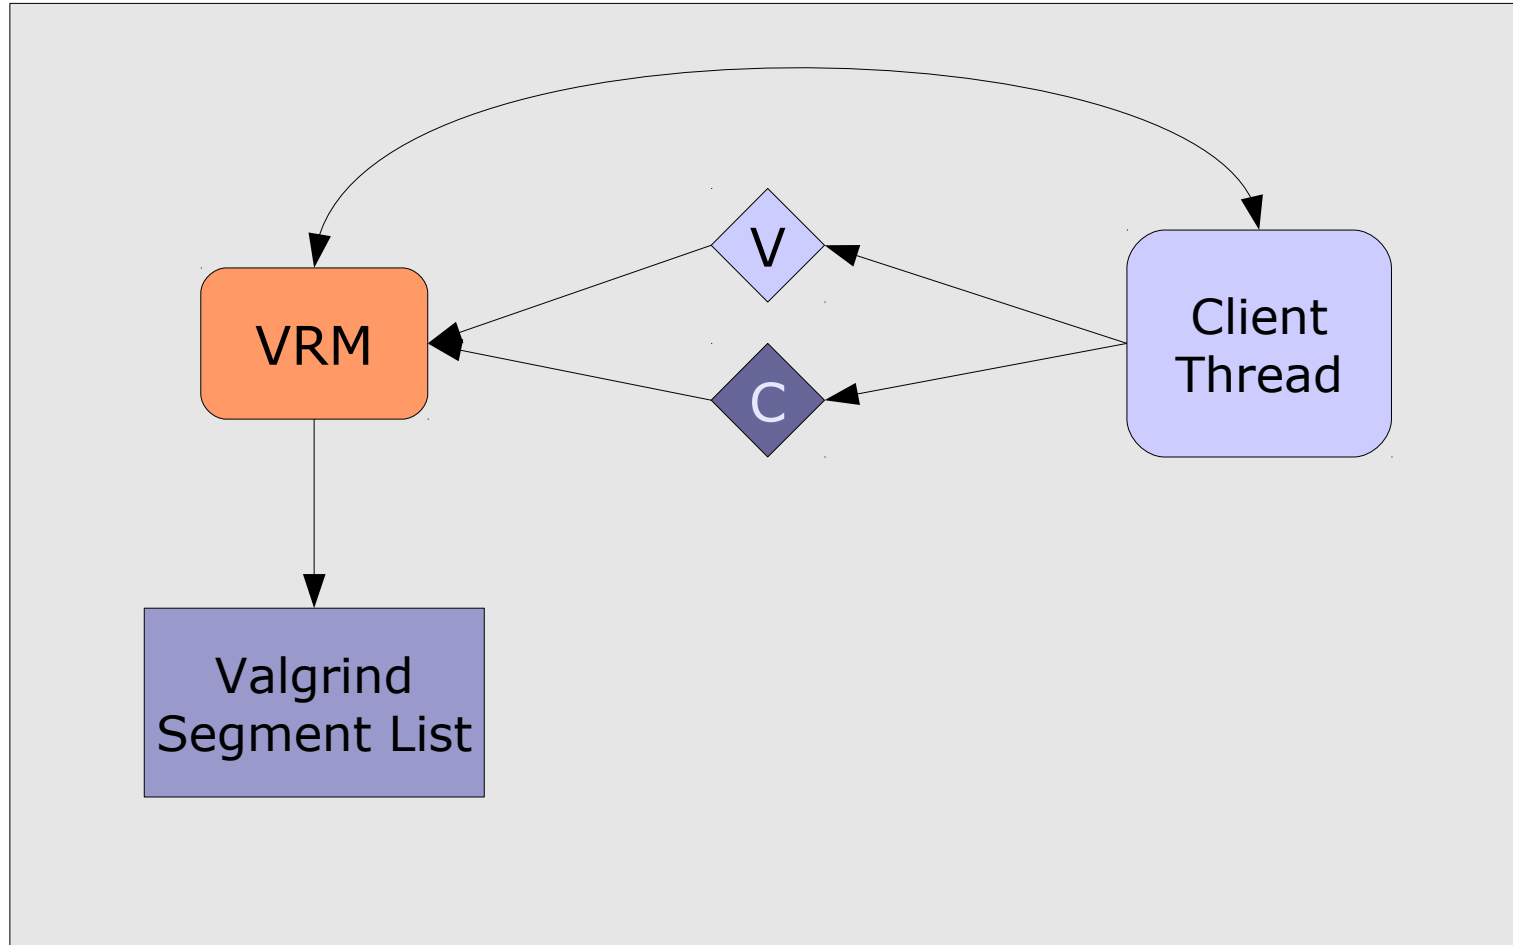 V
VRM
Client
Thread
C
Valgrind
Segment List